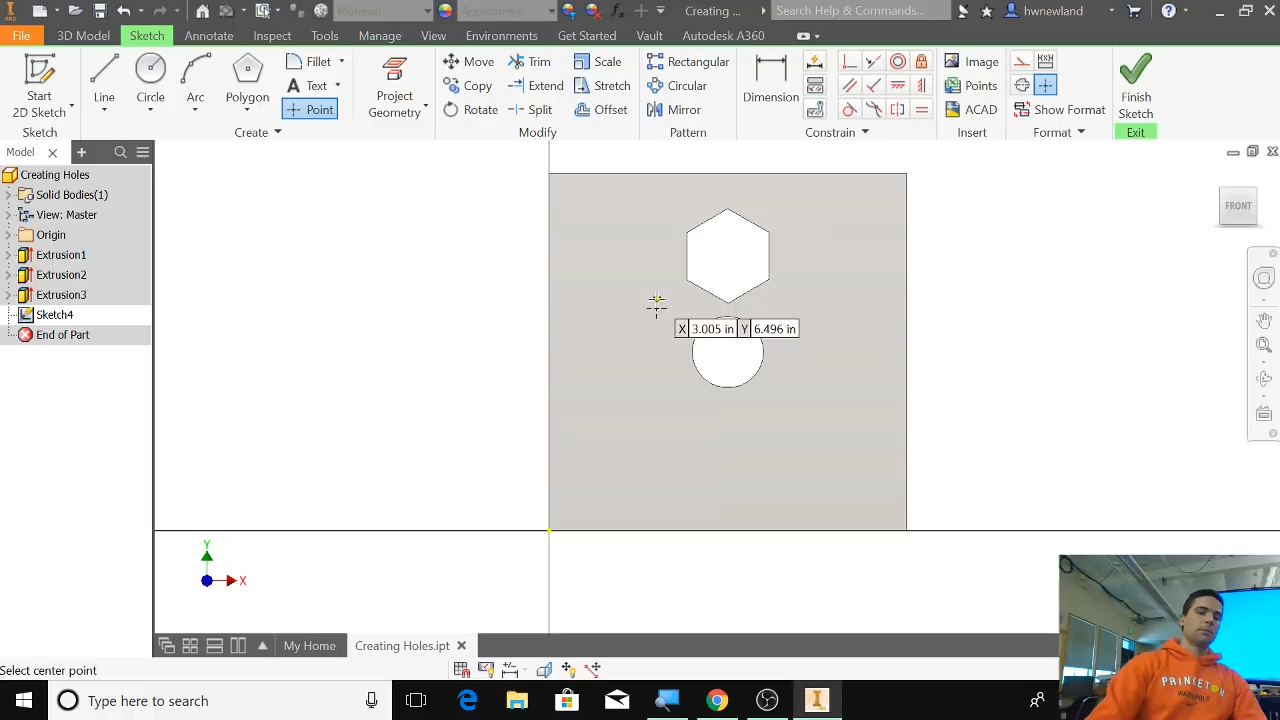 PRO
Material
Appearance
fx
Creating ...
Search Help & Commands...
hwnewland
File
3D Model
Sketch
Annotate
Inspect
Tools
Manage
View
Environments
Get Started
Vault
Autodesk A360
Start
2D Sketch
Sketch
Line
Circle
Arc
Polygon
Fillet
A Text
Point
Create
Project
Geometry
Move
Copy
Rotate
Trim
Extend
Split
Scale
Stretch
Offset
Modify
Rectangular
Circular
Mirror
Pattern
Dimension
Constrain
Image
Points
ACAD
Insert
Show Format
Format
Finish
Sketch
Exit
Model
Creating Holes
Solid Bodies(1)
View: Master
Origin
Extrusion1
Extrusion2
Extrusion3
Sketch4
End of Part
FRONT
X 3.005 in Y 6.496 in
Y
X
My Home
Creating Holes.ipt
Select center point
PRINCETON
WATER POLO
Type here to search